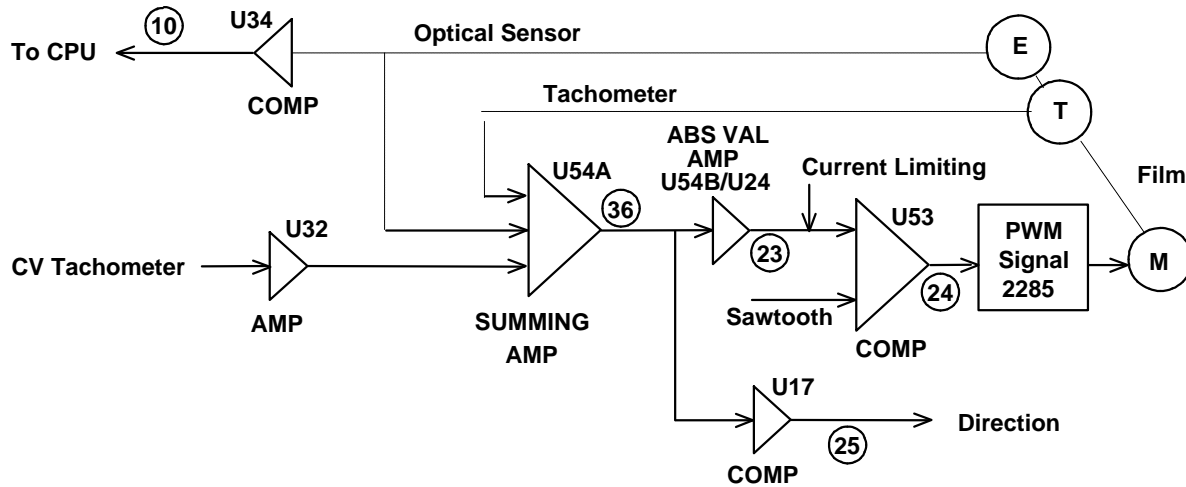 10
U34
Optical Sensor
E
To CPU
COMP
Tachometer
T
ABS VAL
AMP
U54B/U24
Current Limiting
Film
U54A
36
U53
U32
PWM
Signal
2285
CV Tachometer
23
24
M
AMP
SUMMING
AMP
Sawtooth
COMP
U17
Direction
25
COMP